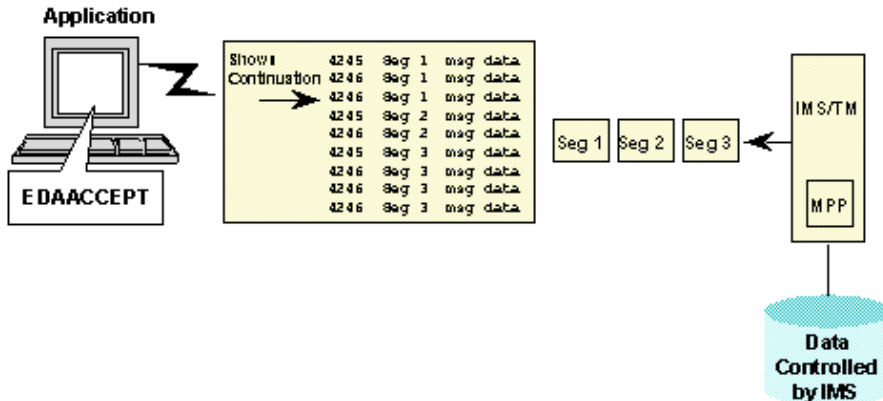 Application
EDAACCEPT
Shows
Continuation
4245 Seg 1 msg data
4246 Seg 1 msg data
4246 Seg 1 msg data
4245 Seg 2 msg data
4246 Seg 2 msg data
4245 Seg 3 msg data
4246 Seg 3 msg data
4246 Seg 3 msg data
4246 Seg 3 msg data
Seg 1
Seg 2
Seg 3
IMS/TM
MPP
Data
Controlled
by IMS